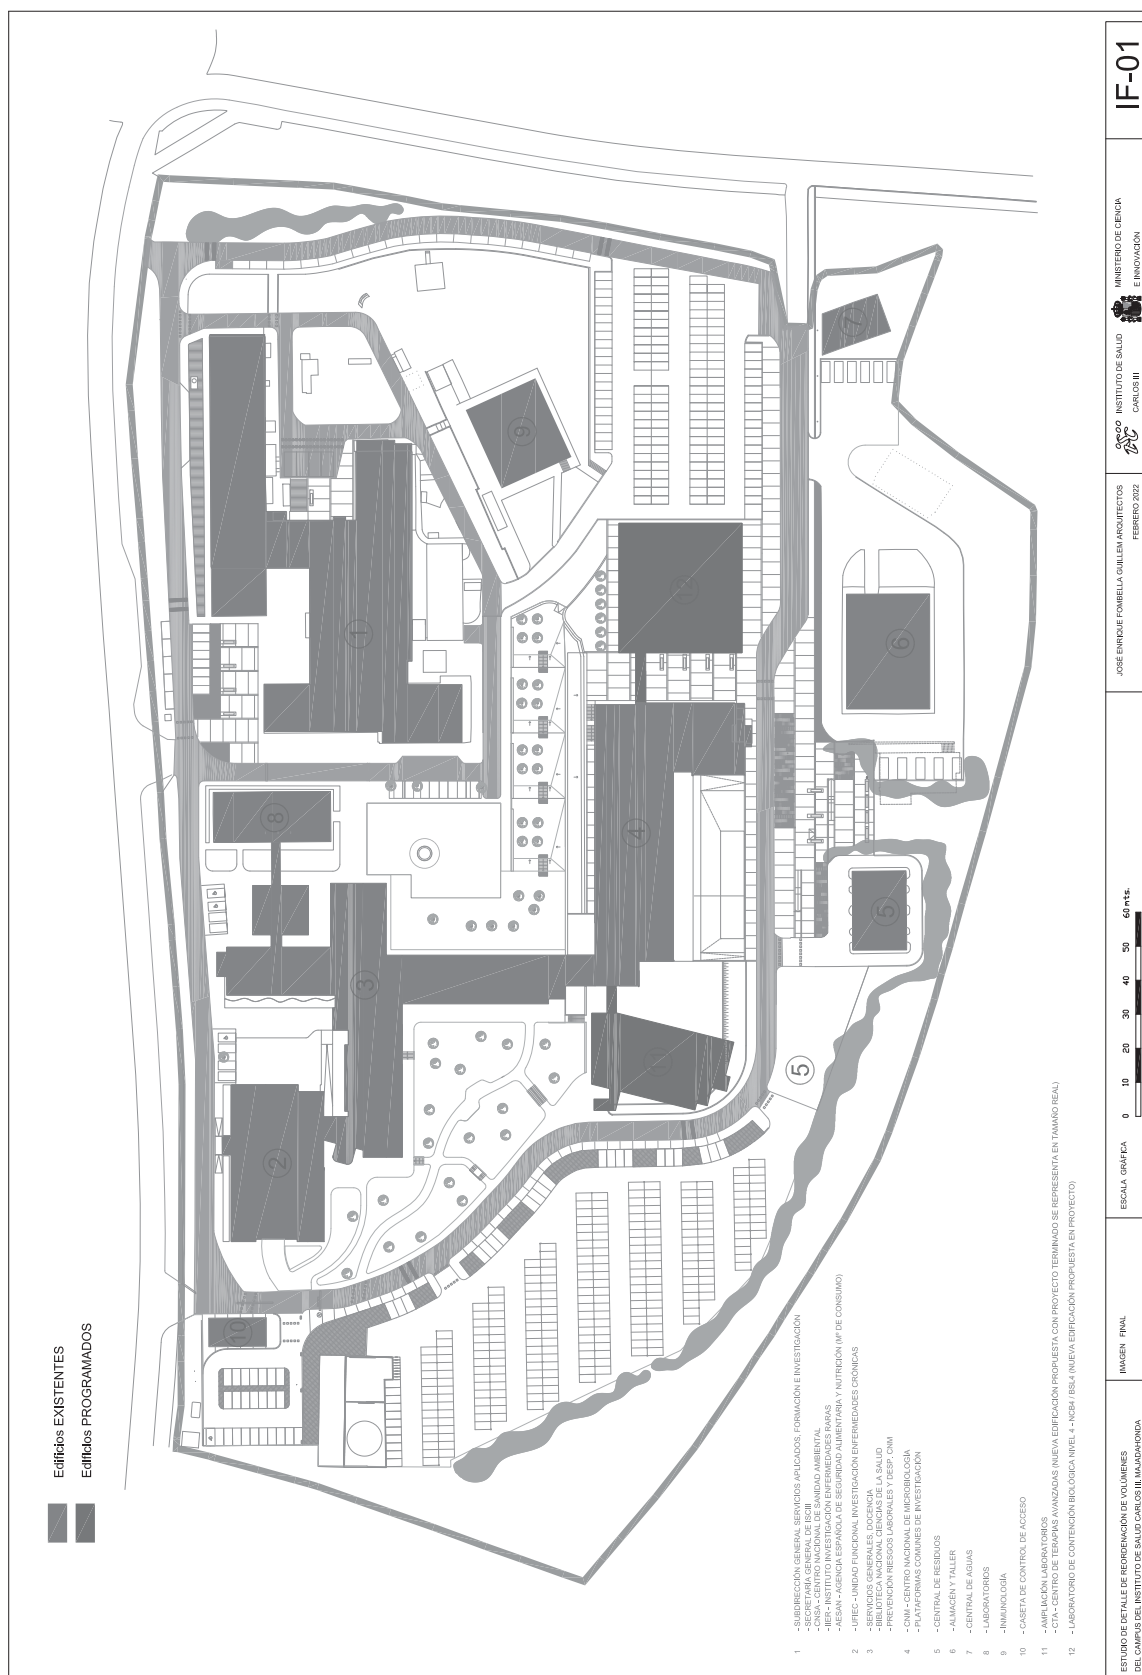 Edificios EXISTENTES
Edificios PROGRAMADOS
1
2
3
4
5
5
6
7
8
9
10
11
12
1 - SUBDIRECCIÓN GENERAL SERVICIOS APLICADOS, FORMACIÓN E INVESTIGACIÓN
- SECRETARÍA GENERAL DE ISCIII
- CNSA - CENTRO NACIONAL DE SANIDAD AMBIENTAL
- IIER - INSTITUTO INVESTIGACIÓN ENFERMEDADES RARAS
- AESAN - AGENCIA ESPAÑOLA DE SEGURIDAD ALIMENTARIA Y NUTRICIÓN (Mº DE CONSUMO)
2 - UFIEC - UNIDAD FUNCIONAL INVESTIGACIÓN ENFERMEDADES CRÓNICAS
3 - SERVICIOS GENERALES, DOCENCIA
- BIBLIOTECA NACIONAL CIENCIAS DE LA SALUD
- PREVENCIÓN RIESGOS LABORALES Y DESP. CNM
4 - CNM - CENTRO NACIONAL DE MICROBIOLOGÍA
- PLATAFORMAS COMUNES DE INVESTIGACIÓN
5 - CENTRAL DE RESIDUOS
6 - ALMACÉN Y TALLER
7 - CENTRAL DE AGUAS
8 - LABORATORIOS
9 - INMUNOLOGÍA
10 - CASETA DE CONTROL DE ACCESO
11 - AMPLIACIÓN LABORATORIOS
- CTA - CENTRO DE TERAPIAS AVANZADAS (NUEVA EDIFICACIÓN PROPUESTA CON PROYECTO TERMINADO SE REPRESENTA EN TAMAÑO REAL)
12 - LABORATORIO DE CONTENCIÓN BIOLÓGICA NIVEL 4 - NCB4 / BSL4 (NUEVA EDIFICACIÓN PROPUESTA EN PROYECTO)
ESTUDIO DE DETALLE DE REORDENACIÓN DE VOLÚMENES
DEL CAMPUS DEL INSTITUTO DE SALUD CARLOS III. MAJADAHONDA
IMAGEN FINAL
ESCALA GRÁFICA
0 10 20 30 40 50 60 mts.
JOSÉ ENRIQUE FOMBELLA GUILLEM ARQUITECTOS
FEBRERO 2022
INSTITUTO DE SALUD
CARLOS III
MINISTERIO DE CIENCIA
E INNOVACIÓN
IF-01